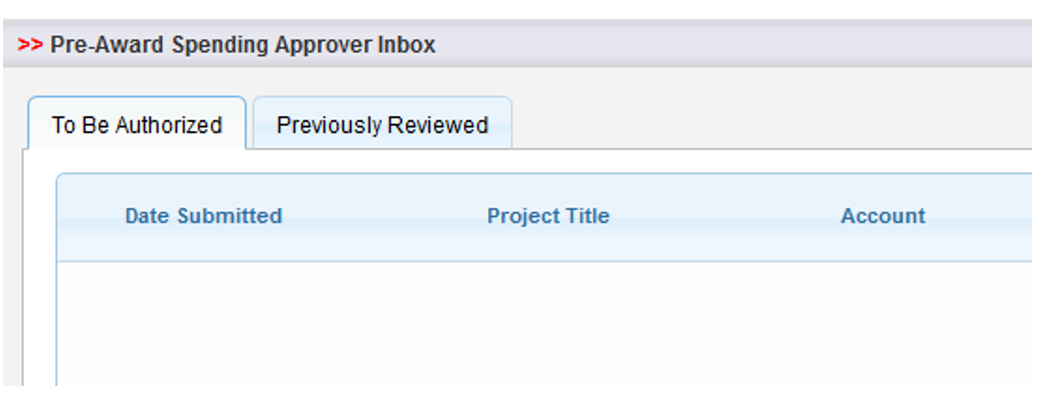 >> Pre-Award Spending Approver Inbox
To Be Authorized Previously Reviewed
Date Submitted Project Title Account